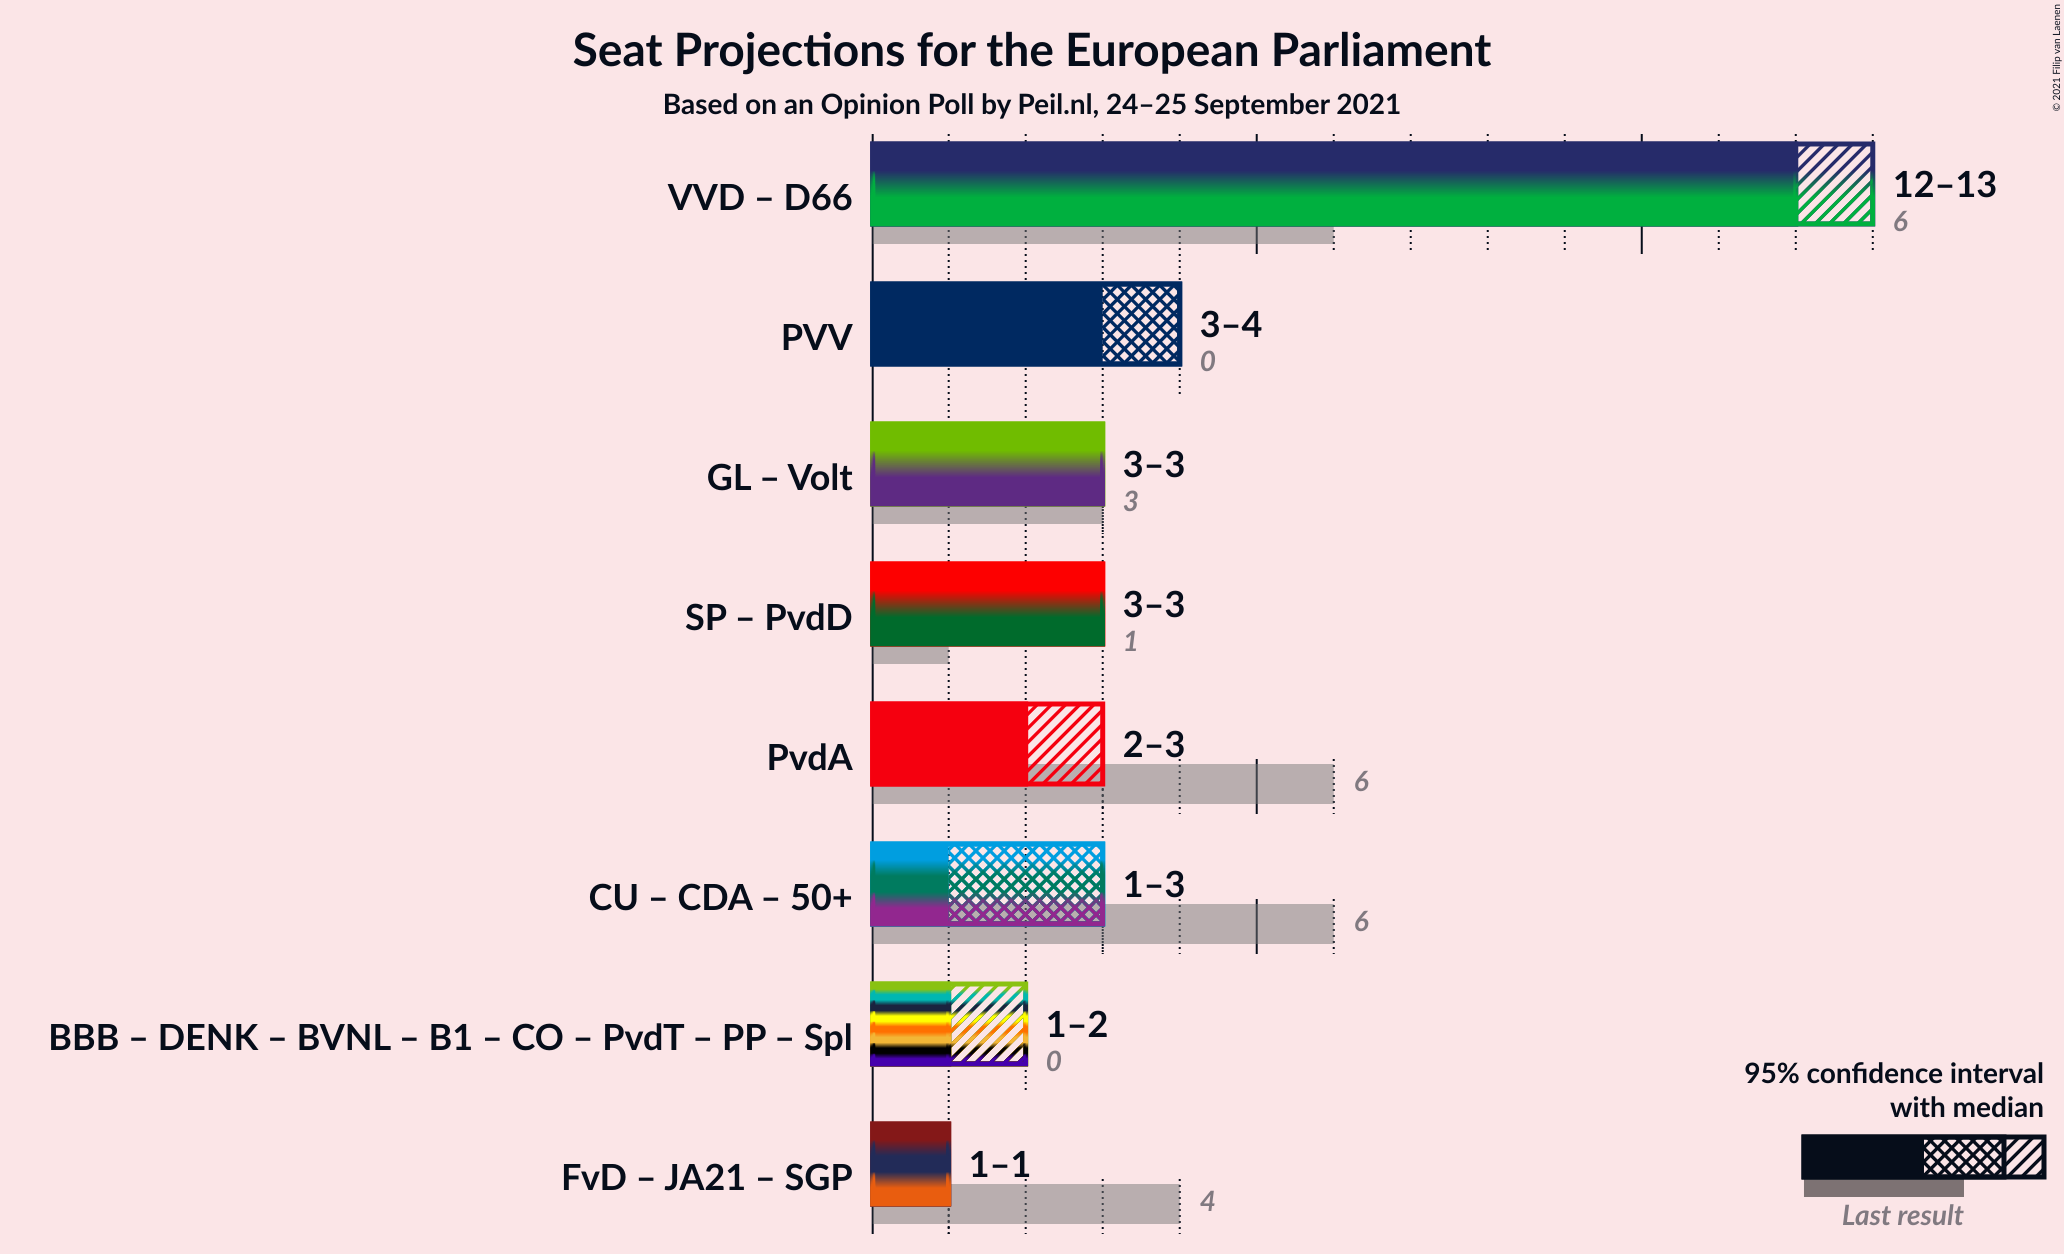 Seat Projections for the European Parliament
Based on an Opinion Poll by Peil.nl, 24–25 September 2021
© 2021 Filip van Laenen
VVD – D66
12–13
6
PVV
3–4
0
GL – Volt
3–3
3
SP – PvdD
3–3
1
PvdA
2–3
6
CU – CDA – 50+
1–3
6
BBB – DENK – BVNL – B1 – CO – PvdT – PP – Spl
1–2
0
FvD – JA21 – SGP
1–1
4
95% confidence interval
with median
Last result